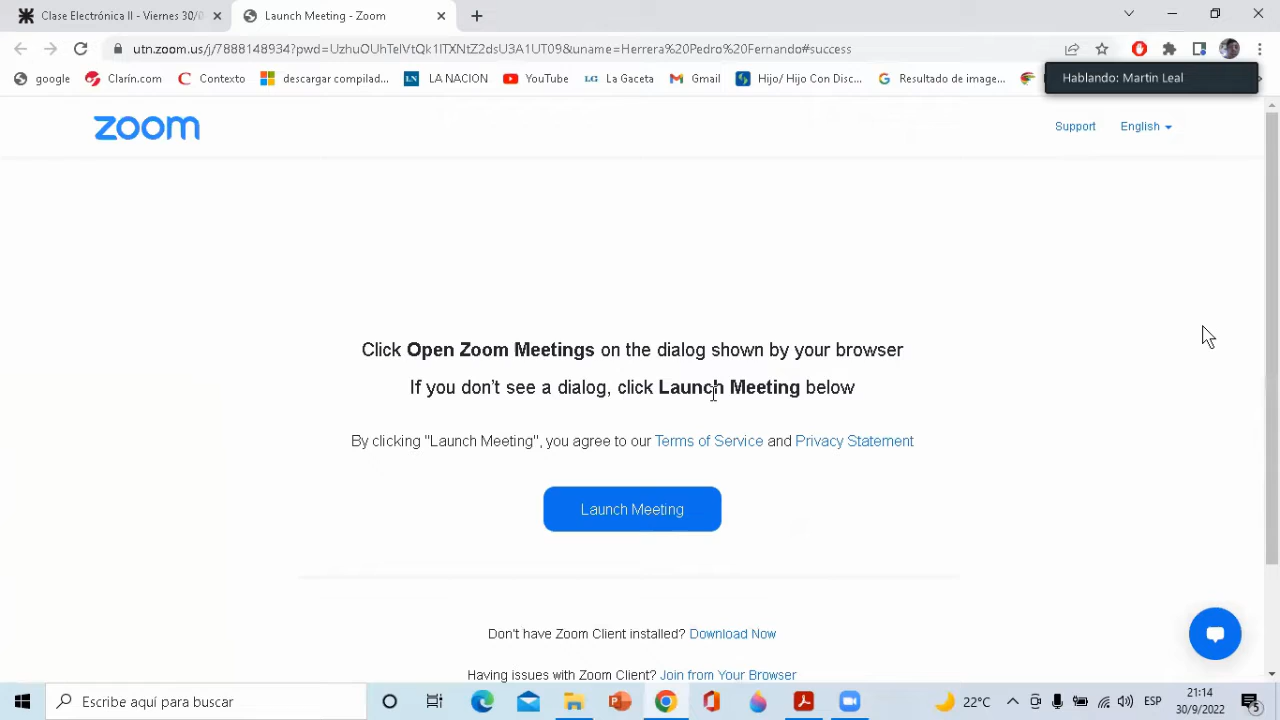 Clase Electrónica II - Viernes 30/0
Launch Meeting - Zoom
utn.zoom.us/j/7888148934?pwd=UzhuOUhTelVtQk1ITXNtZ2dsU3A1UT09&uname=Herrera%20Pedro%20Fernando#success
google
Clarín.com
Contexto
descargar compilad...
LA NACION
YouTube
La Gaceta
Gmail
Hijo/ Hijo Con Disc...
Resultado de imagen...
Hablando: Martin Leal
zoom
Support
English
Click Open Zoom Meetings on the dialog shown by your browser
If you don't see a dialog, click Launch Meeting below
By clicking "Launch Meeting", you agree to our Terms of Service and Privacy Statement
Launch Meeting
Don't have Zoom Client installed? Download Now
Having issues with Zoom Client? Join from Your Browser
Escribe aquí para buscar
22°C
ESP
21:14
30/9/2022
5